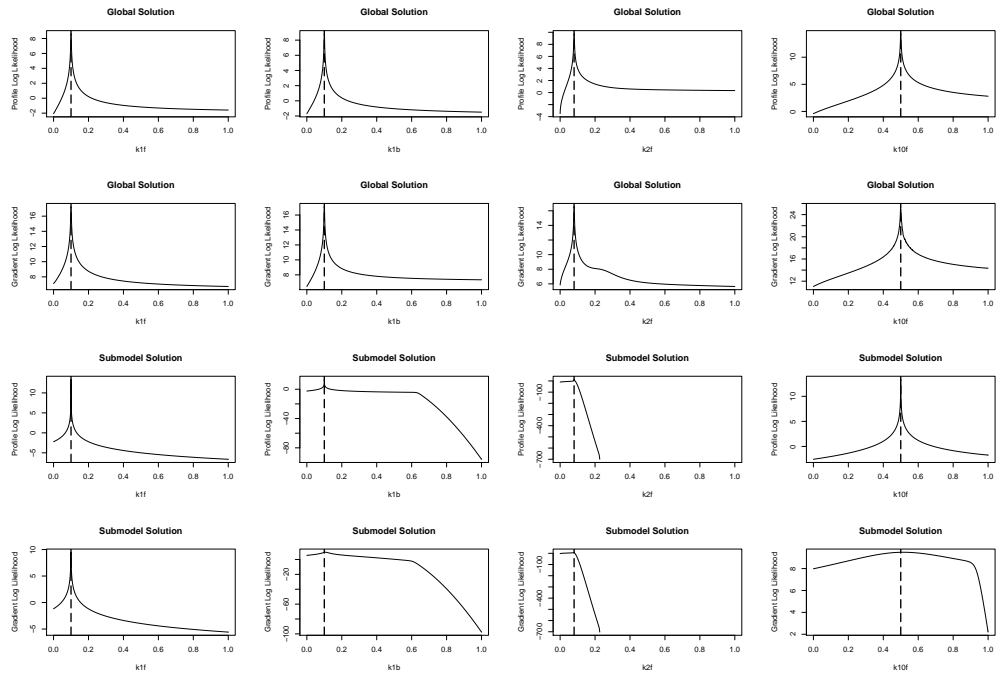 Global Solution
Global Solution
Global Solution
Global Solution
Profile Log Likelihood
−2 0 2 4 6 8
0.0 0.2 0.4 0.6 0.8 1.0
k1f
Profile Log Likelihood
−2 0 2 4 6 8
0.0 0.2 0.4 0.6 0.8 1.0
k1b
Profile Log Likelihood
−4 0 2 4 6 8
0.0 0.2 0.4 0.6 0.8 1.0
k2f
Profile Log Likelihood
0 5 10
0.0 0.2 0.4 0.6 0.8 1.0
k10f
Global Solution
Global Solution
Global Solution
Global Solution
Gradient Log Likelihood
8 10 12 14 16
0.0 0.2 0.4 0.6 0.8 1.0
k1f
Gradient Log Likelihood
8 10 12 14 16
0.0 0.2 0.4 0.6 0.8 1.0
k1b
Gradient Log Likelihood
6 8 10 14
0.0 0.2 0.4 0.6 0.8 1.0
k2f
Gradient Log Likelihood
12 16 20 24
0.0 0.2 0.4 0.6 0.8 1.0
k10f
Submodel Solution
Submodel Solution
Submodel Solution
Submodel Solution
Profile Log Likelihood
−5 0 5 10
0.0 0.2 0.4 0.6 0.8 1.0
k1f
Profile Log Likelihood
−80 −60 −40 0
0.0 0.2 0.4 0.6 0.8 1.0
k1b
Profile Log Likelihood
−700 −400 −100
0.0 0.2 0.4 0.6 0.8 1.0
k2f
Profile Log Likelihood
0 5 10
0.0 0.2 0.4 0.6 0.8 1.0
k10f
Submodel Solution
Submodel Solution
Submodel Solution
Submodel Solution
Gradient Log Likelihood
−5 0 5 10
0.0 0.2 0.4 0.6 0.8 1.0
k1f
Gradient Log Likelihood
−100 −80 −60 −20
0.0 0.2 0.4 0.6 0.8 1.0
k1b
Gradient Log Likelihood
−700 −400 −100
0.0 0.2 0.4 0.6 0.8 1.0
k2f
Gradient Log Likelihood
2 4 6 8
0.0 0.2 0.4 0.6 0.8 1.0
k10f